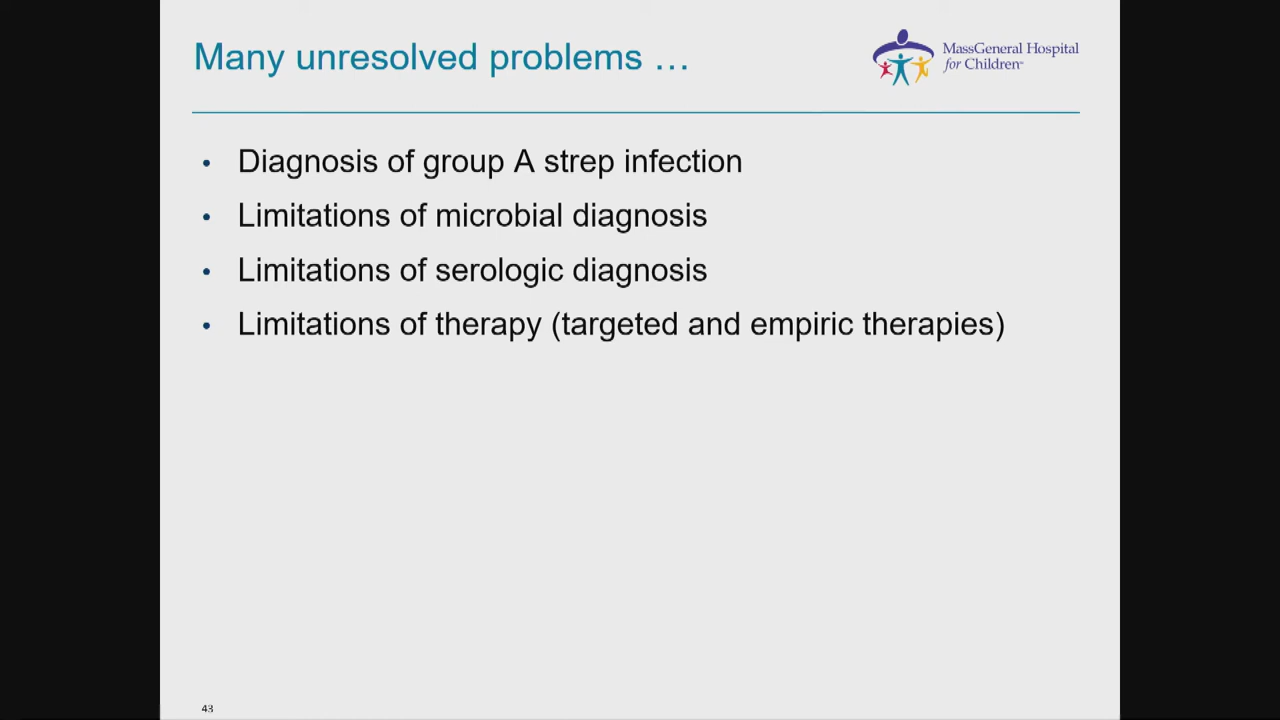 Many unresolved problems …
MassGeneral Hospital
for Children™
• Diagnosis of group A strep infection
• Limitations of microbial diagnosis
• Limitations of serologic diagnosis
• Limitations of therapy (targeted and empiric therapies)
43